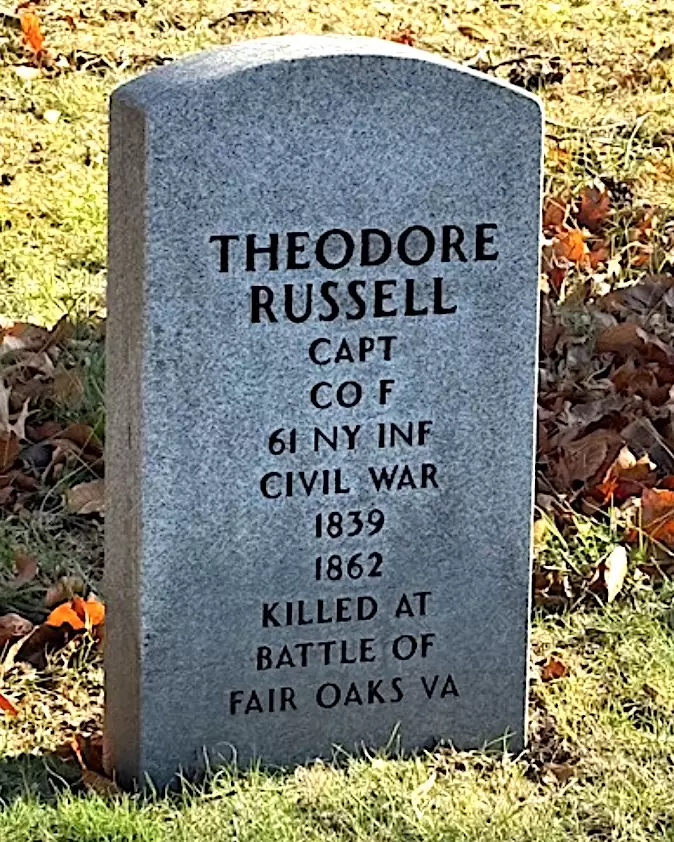 THEODORE
RUSSELL
CAPT
CO F
61 NY INF
CIVIL WAR
1839
1862
KILLED AT
BATTLE OF
FAIR OAKS VA